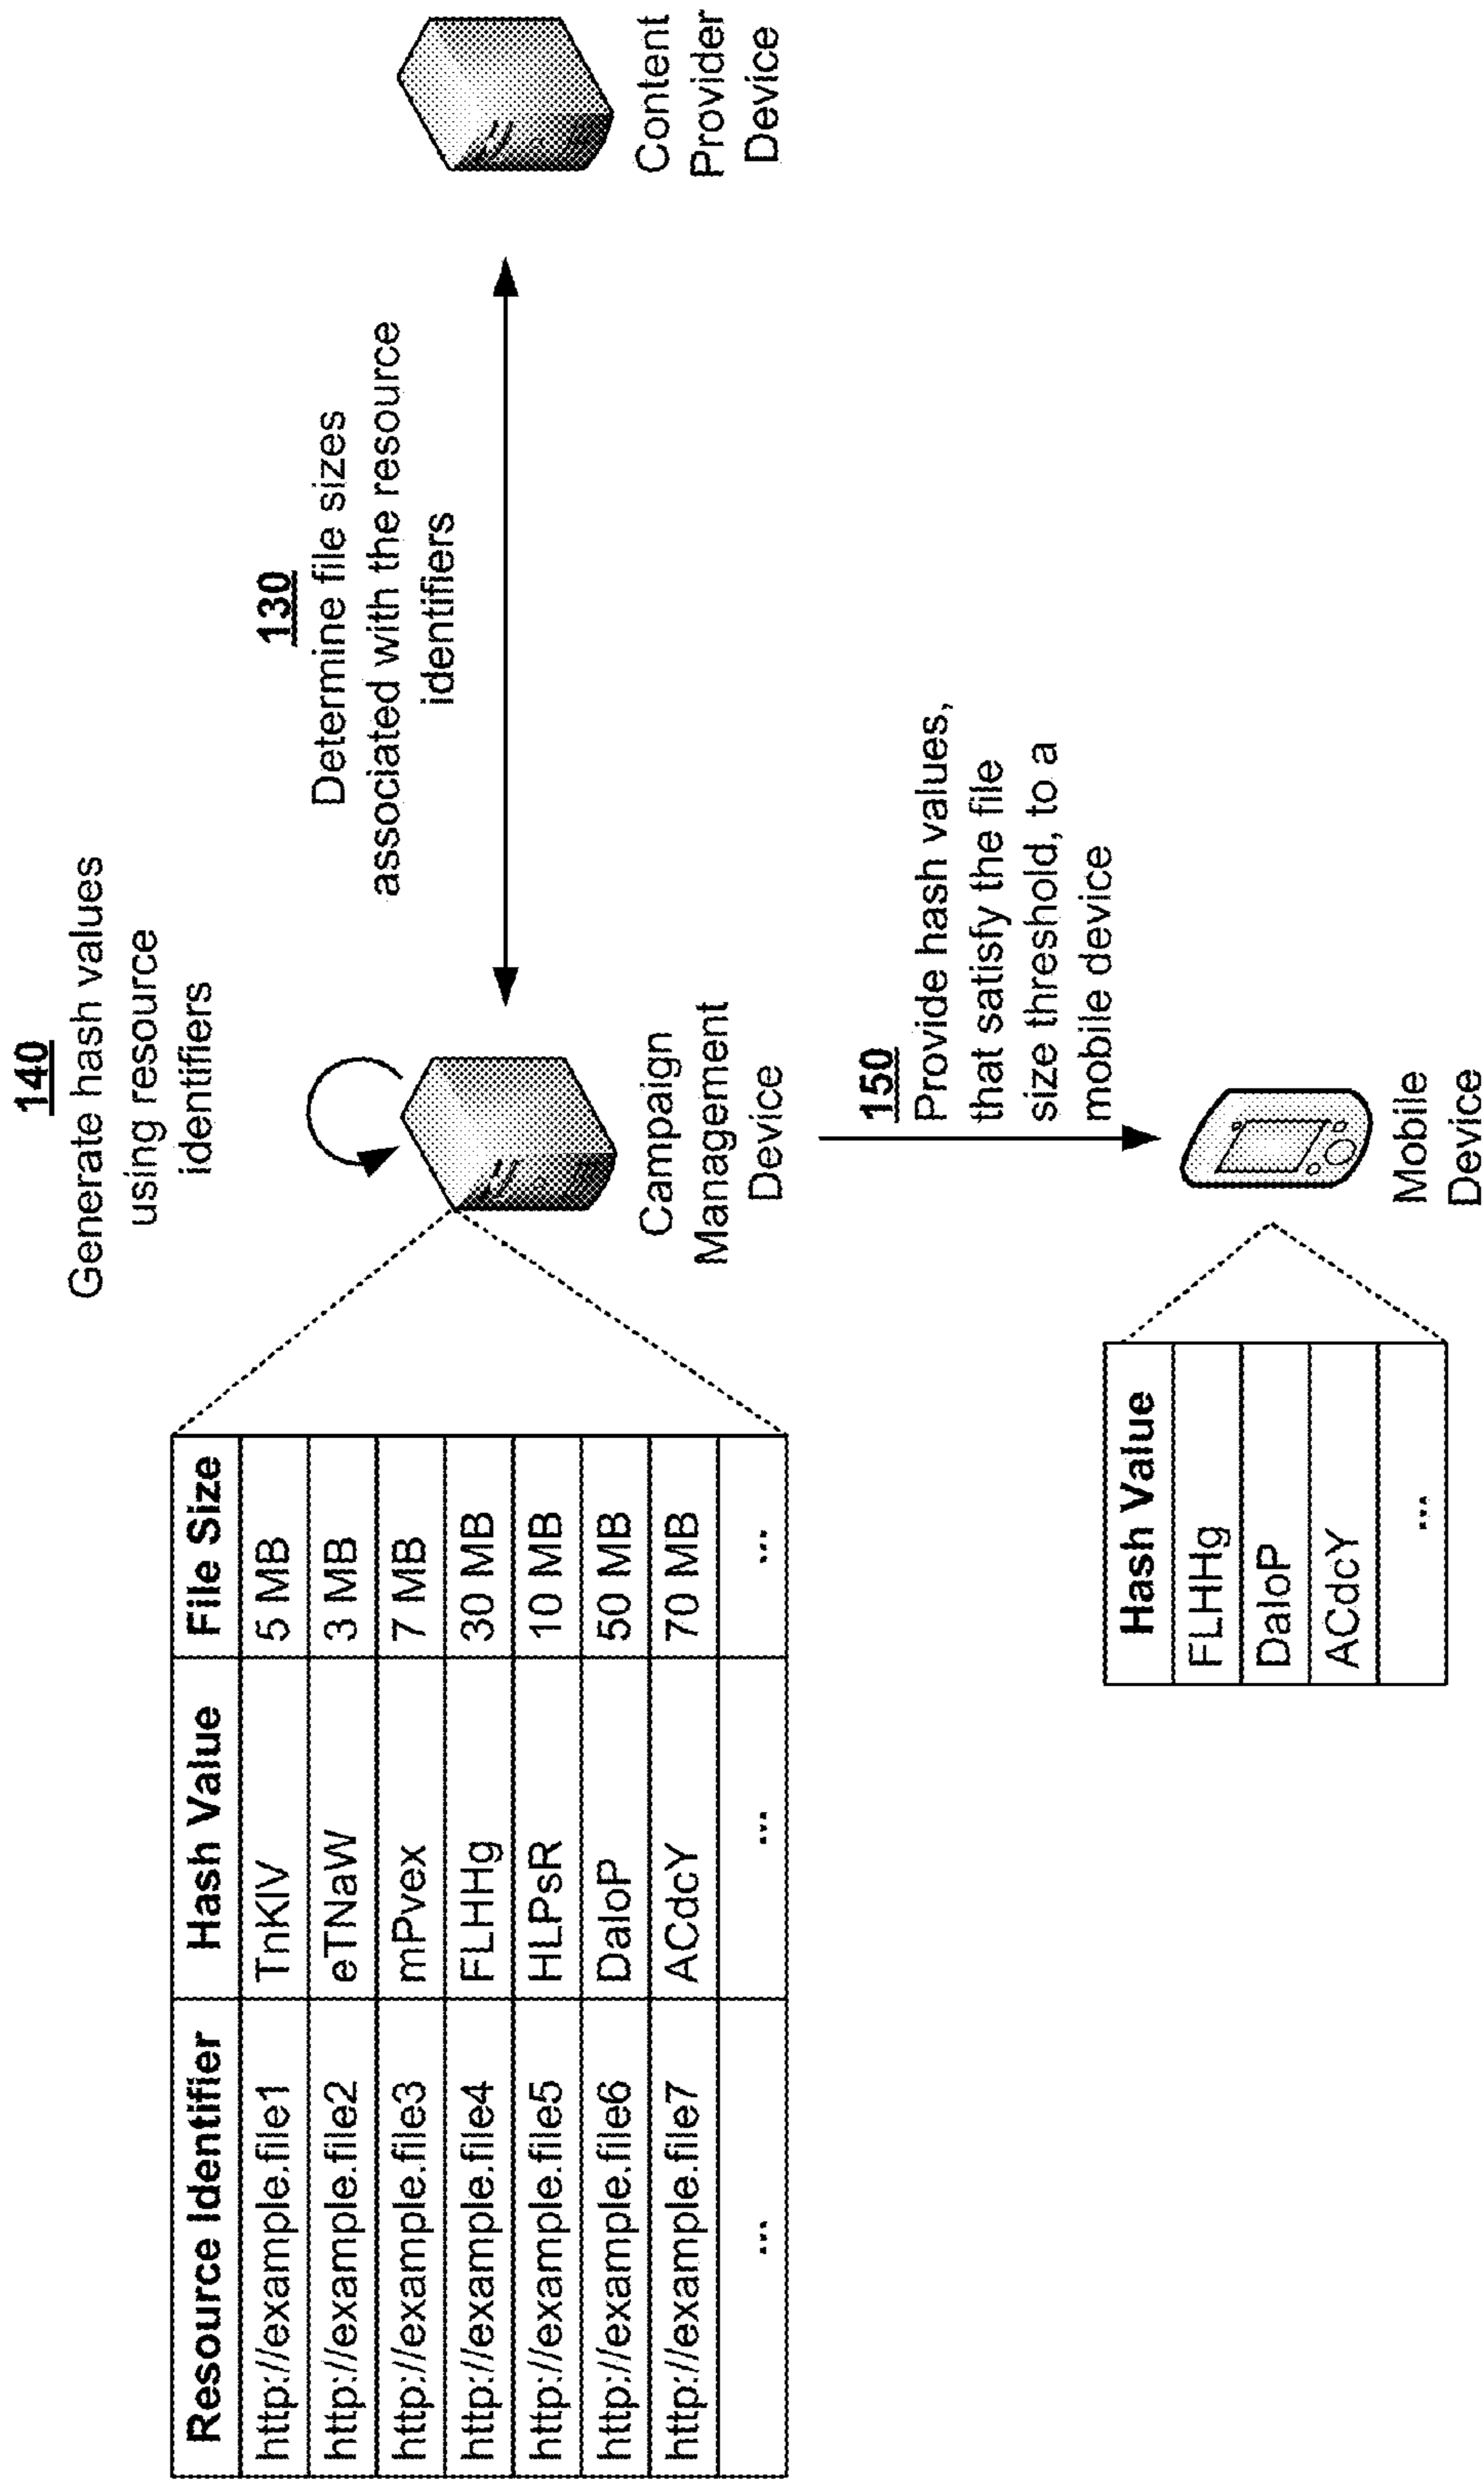 140
Generate hash values
using resource
identifiers
130
Determine file sizes
associated with the resource
identifiers
Resource Identifier Hash Value File Size
http://example.file1 TnKIV 5 MB
http://example.file2 eTNaW 3 MB
http://example.file3 mPvex 7 MB
http://example.file4 FLHHg 30 MB
http://example.file5 HLPsR 10 MB
http://example.file6 DaloP 50 MB
http://example.file7 ACdcY 70 MB
... ... ...
Campaign
Management
Device
Content
Provider
Device
150
Provide hash values,
that satisfy the file
size threshold, to a
mobile device
Hash Value
FLHHg
DaloP
ACdcY
...
Mobile
Device